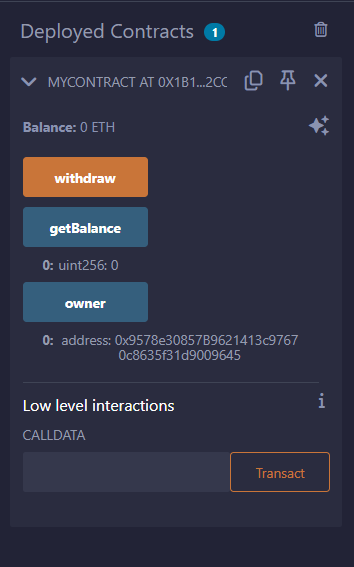 Deployed Contracts 1
MYCONTRACT AT 0X1B1...2CC
Balance: 0 ETH
withdraw
getBalance
0: uint256: 0
owner
0: address: 0x9578e30857B9621413c9767
0c8635f31d9009645
Low level interactions i
CALLDATA
Transact